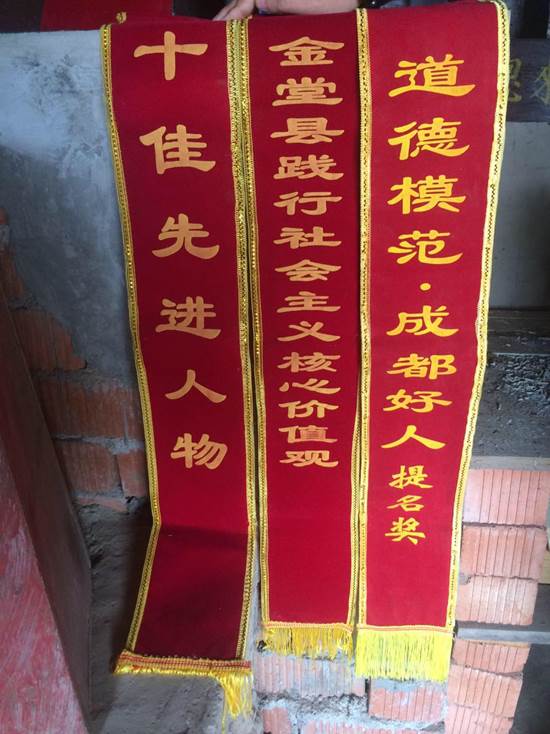 道德模范·成都好人
提名奖
金堂县践行社会主义核心价值观
十佳先进人物